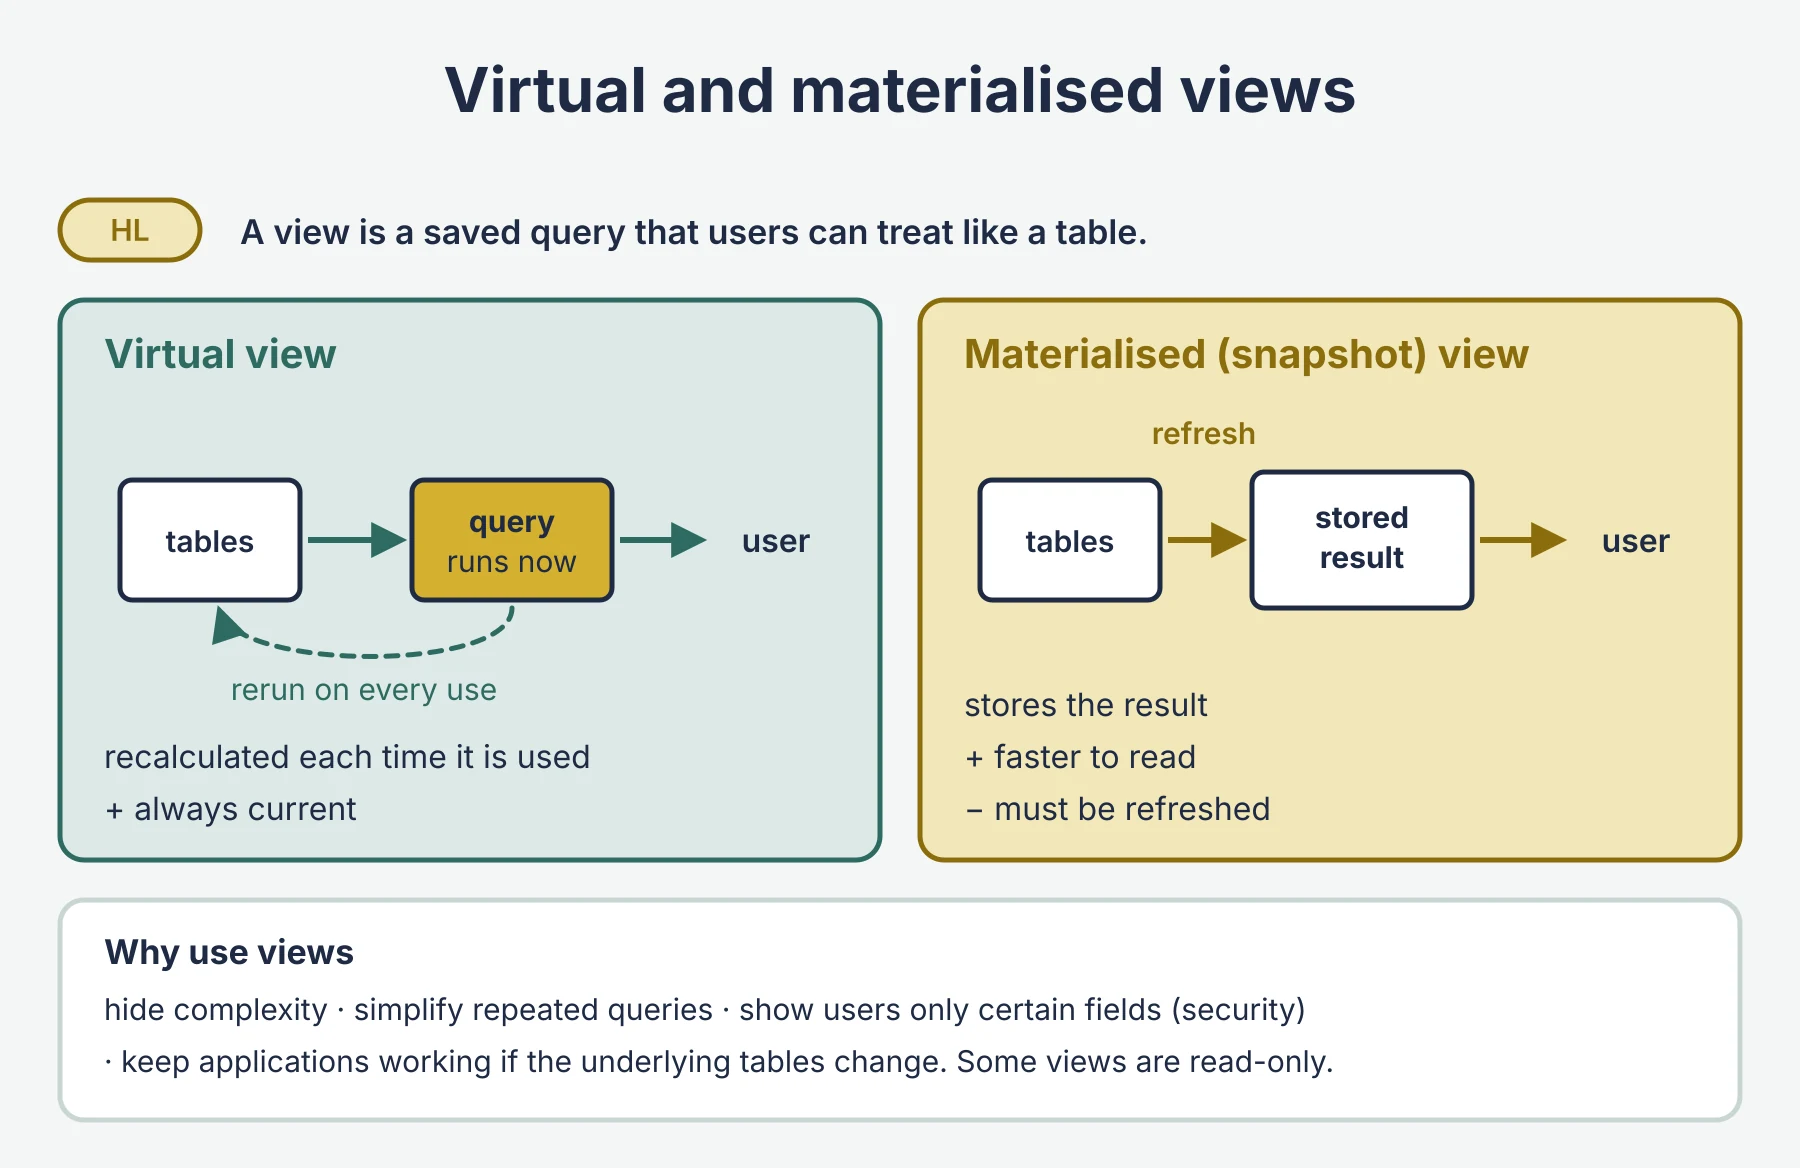 Virtual and materialised views
HL
A view is a saved query that users can treat like a table.
Virtual view
tables
query
runs now
user
rerun on every use
recalculated each time it is used
+ always current
Materialised (snapshot) view
refresh
tables
stored
result
user
stores the result
+ faster to read
− must be refreshed
Why use views
hide complexity · simplify repeated queries · show users only certain fields (security)
· keep applications working if the underlying tables change. Some views are read-only.